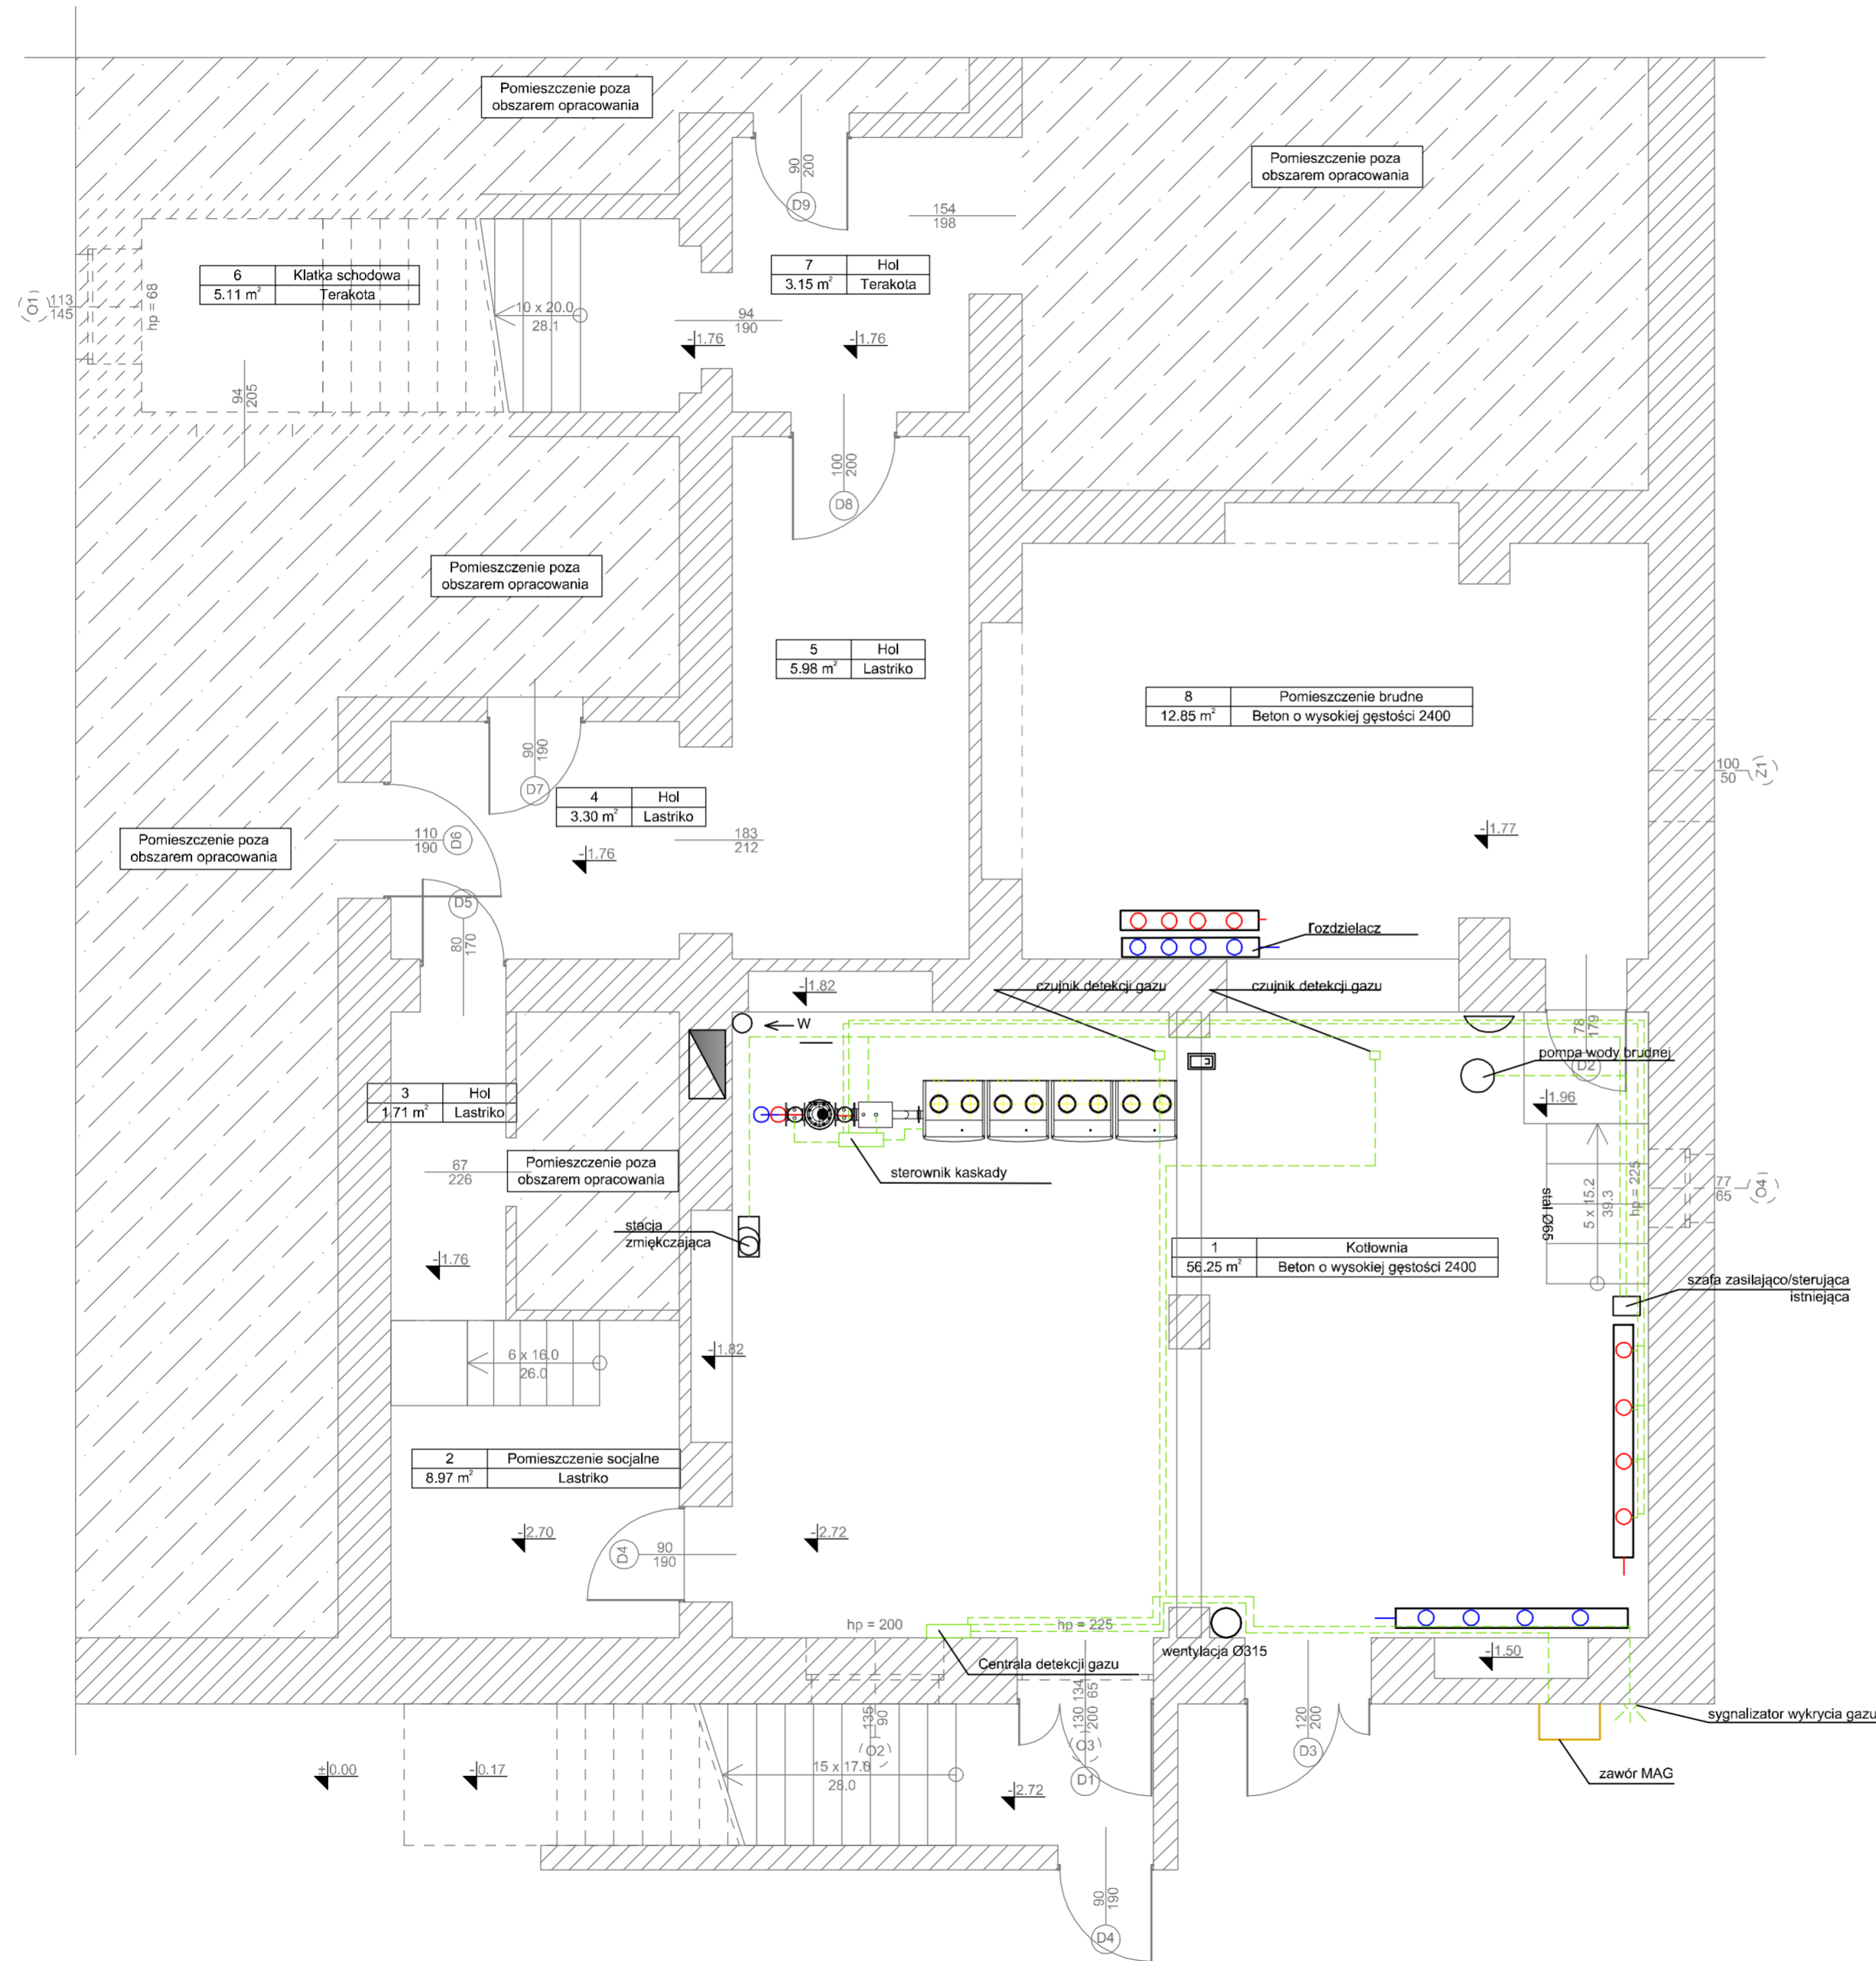 Pomieszczenie poza
obszarem opracowania
Pomieszczenie poza
obszarem opracowania
90
200
D9
154
198
6 Klatka schodowa
5.11 m² Terakota
7 Hol
3.15 m² Terakota
O1
113
145
hp = 68
10 x 20.0
28.1
94
190
-1.76
-1.76
94
205
100
200
D8
Pomieszczenie poza
obszarem opracowania
5 Hol
5.98 m² Lastriko
8 Pomieszczenie brudne
12.85 m² Beton o wysokiej gęstości 2400
90
190
D7
100
50
Z1
4 Hol
3.30 m² Lastriko
Pomieszczenie poza
obszarem opracowania
110
190
D6
183
212
-1.77
-1.76
D5
80
170
rozdzielacz
-1.82
czujnik detekcji gazu
czujnik detekcji gazu
W
78
179
D2
pompa wody brudnej
3 Hol
1.71 m² Lastriko
-1.96
sterownik kaskady
67
226
Pomieszczenie poza
obszarem opracowania
stal Ø65
5 x 15.2
39.3
hp = 225
77
65
O4
stacja
zmiękczająca
1 Kotłownia
56.25 m² Beton o wysokiej gęstości 2400
-1.76
szafa zasilająco/sterująca
istniejąca
-1.82
6 x 16.0
26.0
2 Pomieszczenie socjalne
8.97 m² Lastriko
-2.70
-2.72
D4
90
190
hp = 200
hp = 225
wentylacja Ø315
-1.50
Centrala detekcji gazu
135
90
O2
130 134
200 65
O3
D1
120
200
D3
sygnalizator wykrycia gazu
zawór MAG
±0.00
-0.17
15 x 17.0
28.0
-2.72
90
190
D4